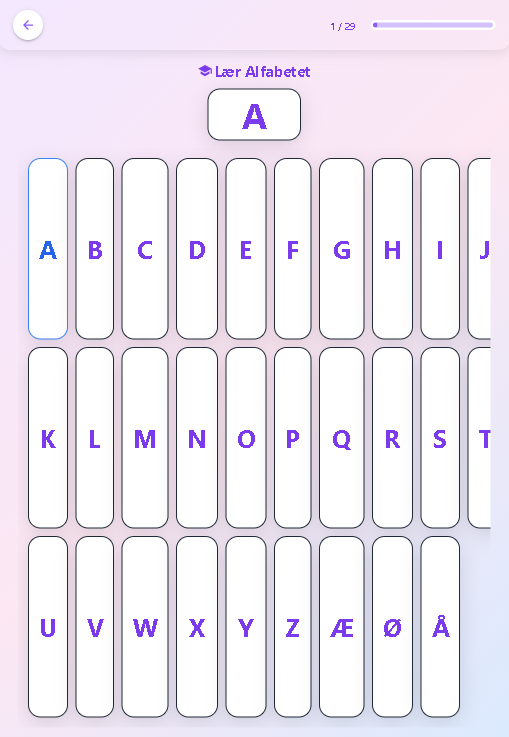 1 / 29
Lær Alfabetet
A
A B C D E F G H I J
K L M N O P Q R S T
U V W X Y Z Æ Ø Å